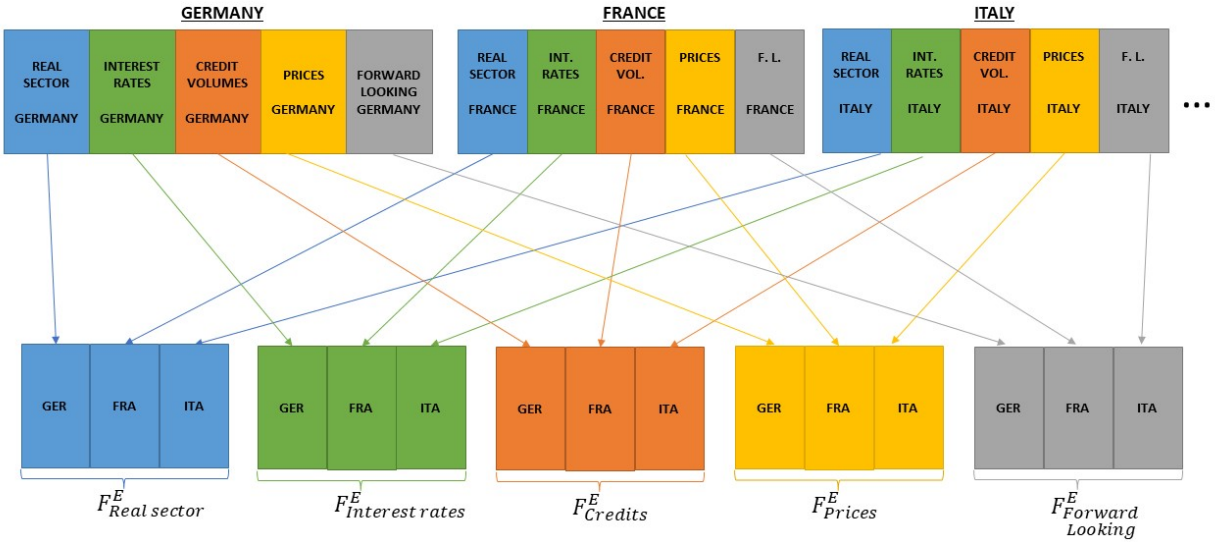 GERMANY
FRANCE
ITALY
REAL
SECTOR
GERMANY
INTEREST
RATES
GERMANY
CREDIT
VOLUMES
GERMANY
PRICES
GERMANY
FORWARD
LOOKING
GERMANY
REAL
SECTOR
FRANCE
INT.
RATES
FRANCE
CREDIT
VOL.
FRANCE
PRICES
FRANCE
F. L.
FRANCE
REAL
SECTOR
ITALY
INT.
RATES
ITALY
CREDIT
VOL.
ITALY
PRICES
ITALY
F. L.
ITALY
...
GER FRA ITA
GER FRA ITA
GER FRA ITA
GER FRA ITA
GER FRA ITA
F^E_Real sector
F^E_Interest rates
F^E_Credits
F^E_Prices
F^E_Forward
Looking